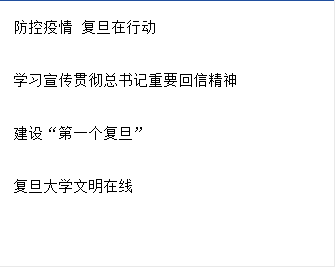 防控疫情 复旦在行动
学习宣传贯彻总书记重要回信精神
建设“第一个复旦”
复旦大学文明在线